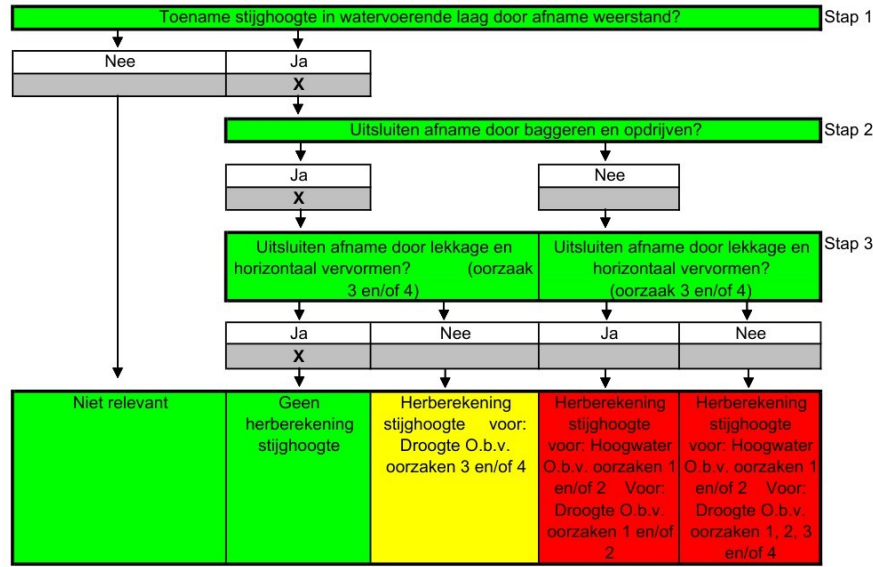 Toename stijghoogte in watervoerende laag door afname weerstand? Stap 1
Nee Ja
X
Uitsluiten afname door baggeren en opdrijven? Stap 2
Ja Nee
X
Uitsluiten afname door lekkage en
horizontaal vervormen? (oorzaak
3 en/of 4)
Uitsluiten afname door lekkage en
horizontaal vervormen?
(oorzaak 3 en/of 4)
Stap 3
Ja Nee Ja Nee
X
Niet relevant
Geen
herberekening
stijghoogte
Herberekening
stijghoogte voor:
Droogte O.b.v.
oorzaken 3 en/of 4
Herberekening
stijghoogte
voor: Hoogwater
O.b.v. oorzaken 1
en/of 2 Voor:
Droogte O.b.v.
oorzaken 1 en/of
2
Herberekening
stijghoogte
voor: Hoogwater
O.b.v. oorzaken 1
en/of 2 Voor:
Droogte O.b.v.
oorzaken 1, 2, 3
en/of 4